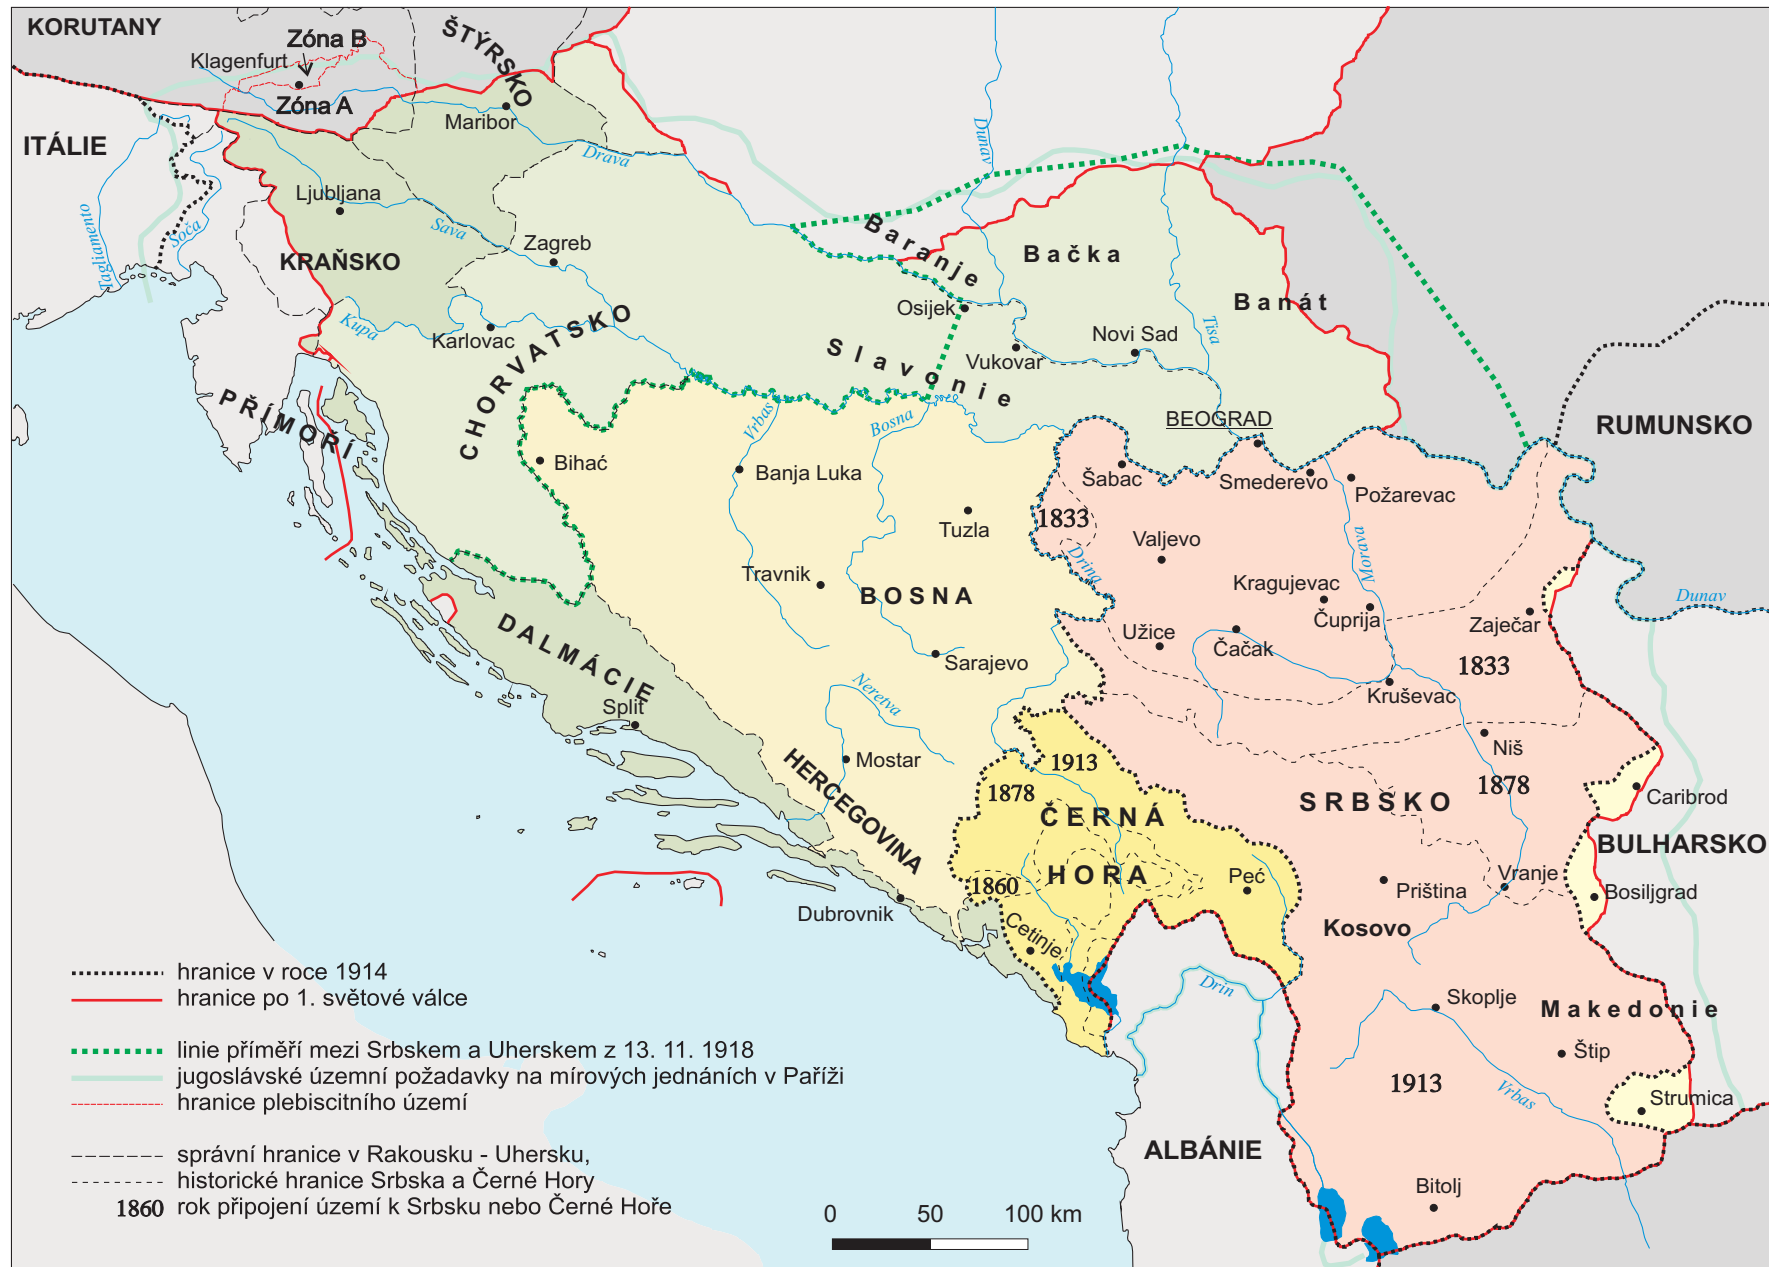 KORUTANY
Zóna B
Klagenfurt
Zóna A
ŠTÝRSKO
Maribor
ITÁLIE
Tagliamento
Soča
Ljubljana
KRAŇSKO
Sava
Drava
Zagreb
Kupa
Karlovac
CHORVATSKO
PŘÍMOŘÍ
Dunav
Baranje
Bačka
Banát
Osijek
Slavonie
Vukovar
Novi Sad
Tisa
BEOGRAD
RUMUNSKO
Bihać
Vrbas
Bosna
Banja Luka
Tuzla
Travnik
BOSNA
Sarajevo
DALMÁCIE
Split
Neretva
Mostar
HERCEGOVINA
Dubrovnik
Šabac
Smederevo
Požarevac
1833
Drina
Valjevo
Morava
Kragujevac
Čuprija
Užice
Čačak
Kruševac
Zaječar
Dunav
1833
Niš
1878
SRBSKO
Caribrod
BULHARSKO
1913
1878
ČERNÁ
HORA
1860
Peć
Cetinje
Priština
Vranje
Bosiljgrad
Kosovo
Drin
Skoplje
Makedonie
Štip
1913
Vrbas
Strumica
ALBÁNIE
Bitolj
hranice v roce 1914
hranice po 1. světové válce
linie příměří mezi Srbskem a Uherskem z 13. 11. 1918
jugoslávské územní požadavky na mírových jednáních v Paříži
hranice plebiscitního území
správní hranice v Rakousku - Uhersku,
historické hranice Srbska a Černé Hory
1860 rok připojení území k Srbsku nebo Černé Hoře
0 50 100 km